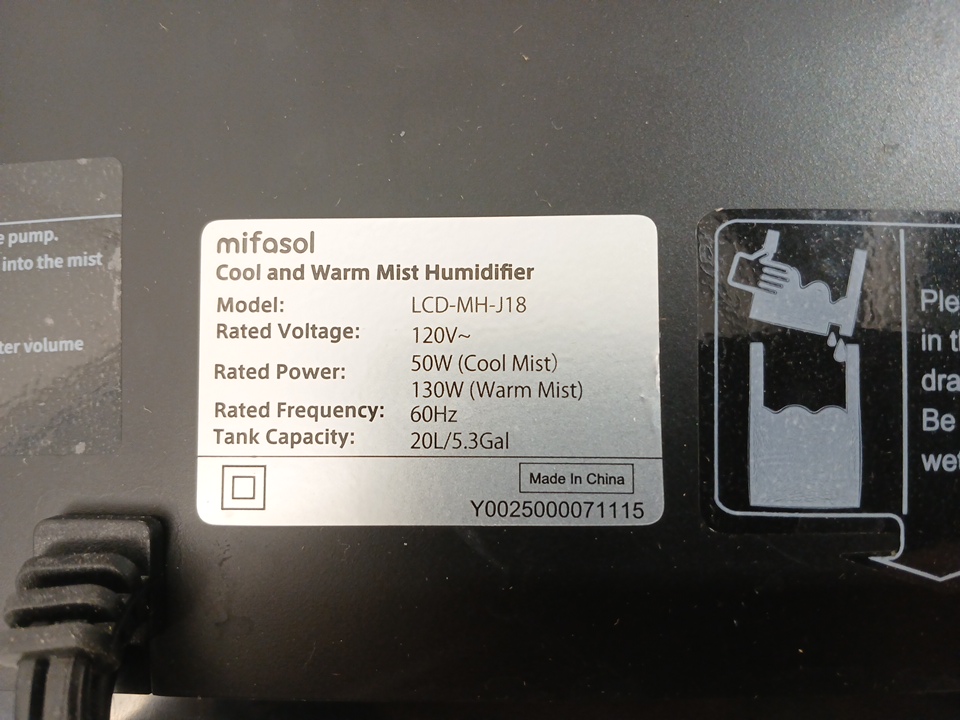 e pump.
into the mist
ter volume
mifasol
Cool and Warm Mist Humidifier
Model: LCD-MH-J18
Rated Voltage: 120V~
Rated Power: 50W (Cool Mist)
130W (Warm Mist)
Rated Frequency: 60Hz
Tank Capacity: 20L/5.3Gal
Made In China
Y0025000071115
Ple
in th
dra
Be
wet